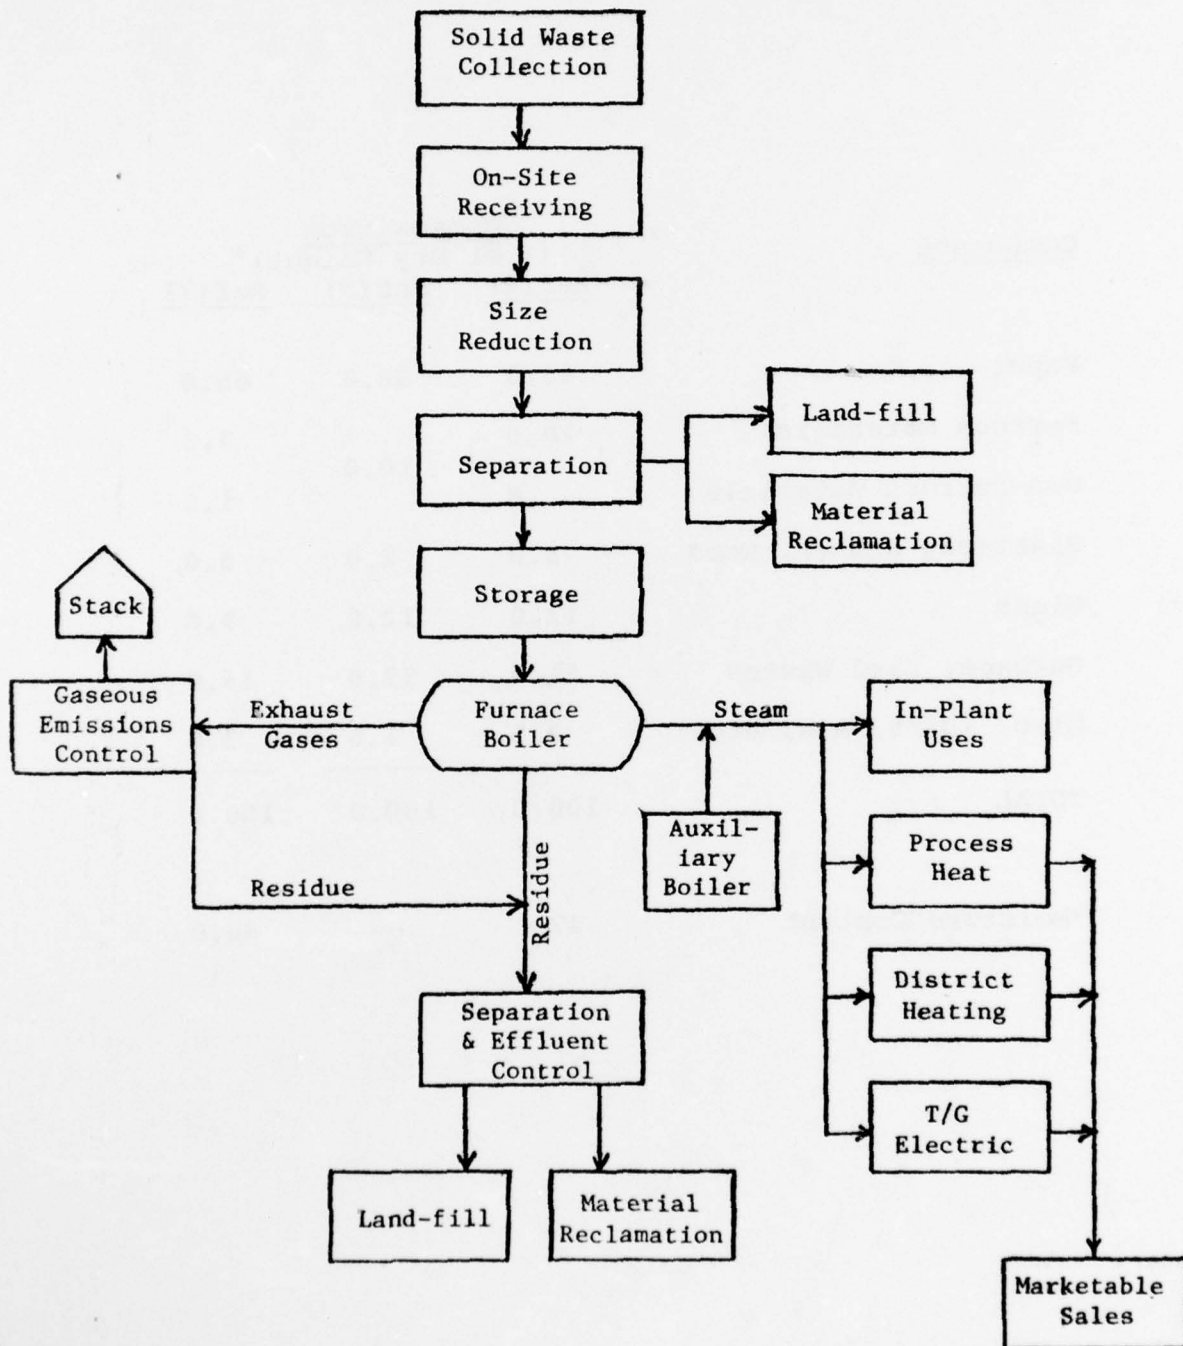 Solid Waste
Collection
On-Site
Receiving
Size
Reduction
Separation
Land-fill
Material
Reclamation
Storage
Stack
Gaseous
Emissions
Control
Exhaust
Gases
Furnace
Boiler
Steam
In-Plant
Uses
Auxil-
iary
Boiler
Process
Heat
Residue
Residue
District
Heating
Separation
& Effluent
Control
T/G
Electric
Land-fill
Material
Reclamation
Marketable
Sales